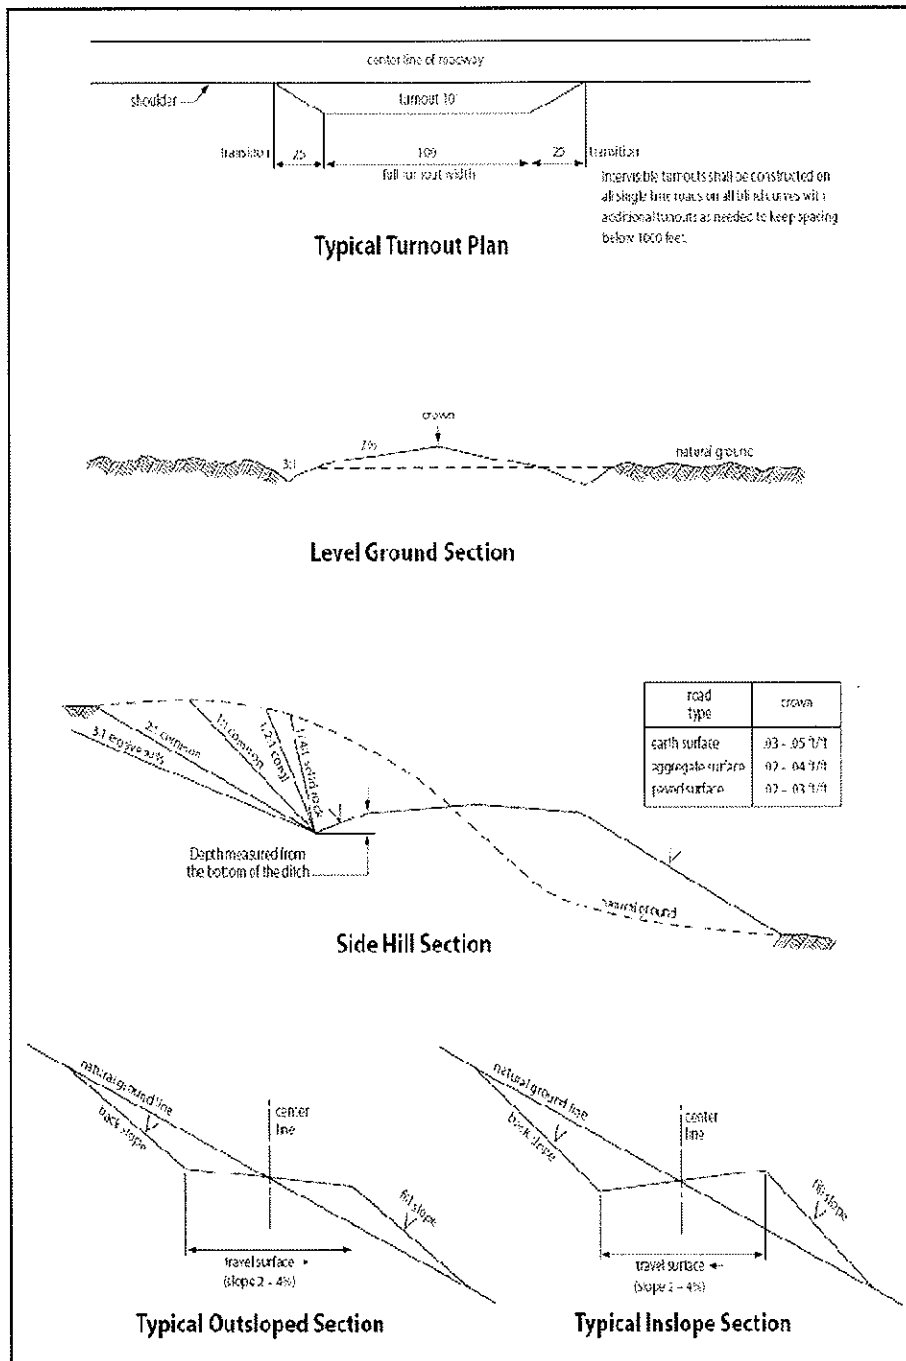 center line of roadway
shoulder
turnout 10'
transition
25
100
25
transition
full turnout width
Intervisible turnouts shall be constructed on
all single lane roads on all blind curves with
additional turnouts as needed to keep spacing
below 1000 feet.
Typical Turnout Plan
crown
2%
3:1
natural ground
Level Ground Section
road type
crown
earth surface
.03 - .05 ft/ft
aggregate surface
.02 - .04 ft/ft
paved surface
.02 - .03 ft/ft
3:1 erosive soils
2:1 common
1:1 common
1/2:1
1/4:1 solid rock
Depth measured from
the bottom of the ditch
natural ground
Side Hill Section
natural ground line
back slope
center
line
fill slope
travel surface
(slope 2 - 4%)
Typical Outsloped Section
natural ground line
back slope
center
line
fill slope
travel surface
(slope 2 - 4%)
Typical Inslope Section